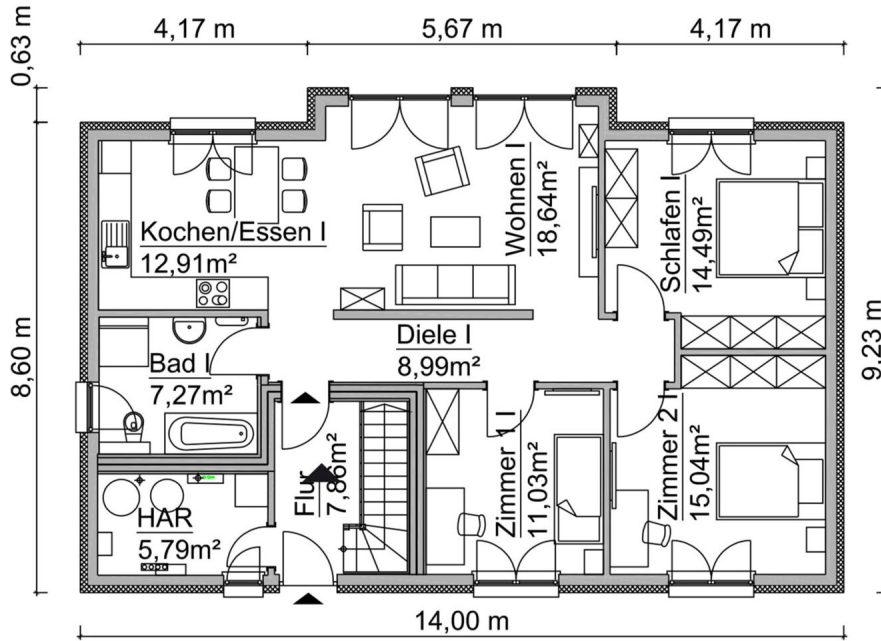 4,17 m
5,67 m
4,17 m
0,63 m
8,60 m
9,23 m
Kochen/Essen I
12,91m²
Wohnen I
18,64m²
Schlafen I
14,49m²
Diele I
8,99m²
Bad I
7,27m²
Flur
7,86m²
HAR
5,79m²
Zimmer 1 I
11,03m²
Zimmer 2 I
15,04m²
14,00 m